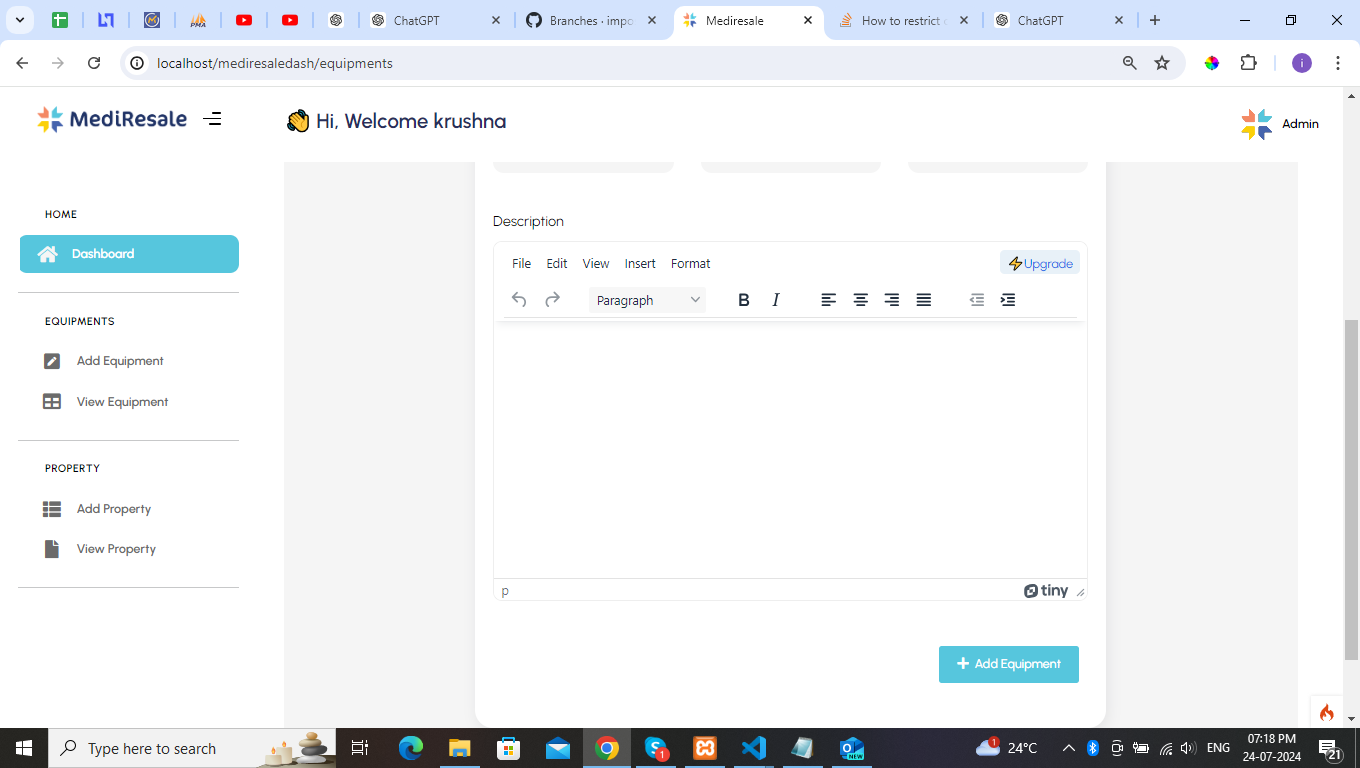 ChatGPT
Branches · impo
Mediresale
How to restrict
ChatGPT
localhost/mediresaledash/equipments
i
MediResale
Hi, Welcome krushna
Admin
HOME
Dashboard
EQUIPMENTS
Add Equipment
View Equipment
PROPERTY
Add Property
View Property
Description
File Edit View Insert Format
Upgrade
Paragraph
B I
p
tiny
Add Equipment
Type here to search
1
NEW
1
24°C
ENG
07:18 PM
24-07-2024
21